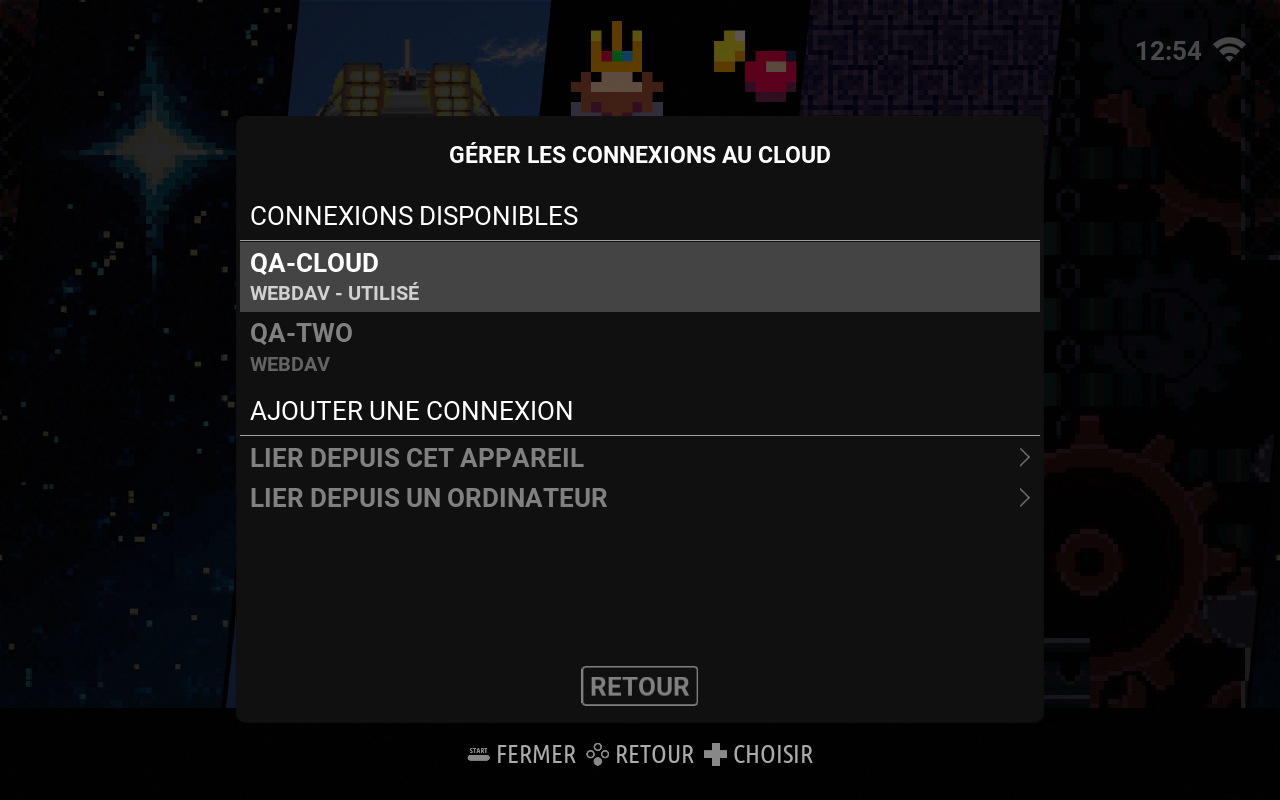 12:54
GÉRER LES CONNEXIONS AU CLOUD
CONNEXIONS DISPONIBLES
QA-CLOUD
WEBDAV - UTILISÉ
QA-TWO
WEBDAV
AJOUTER UNE CONNEXION
LIER DEPUIS CET APPAREIL
LIER DEPUIS UN ORDINATEUR
RETOUR
START FERMER RETOUR CHOISIR